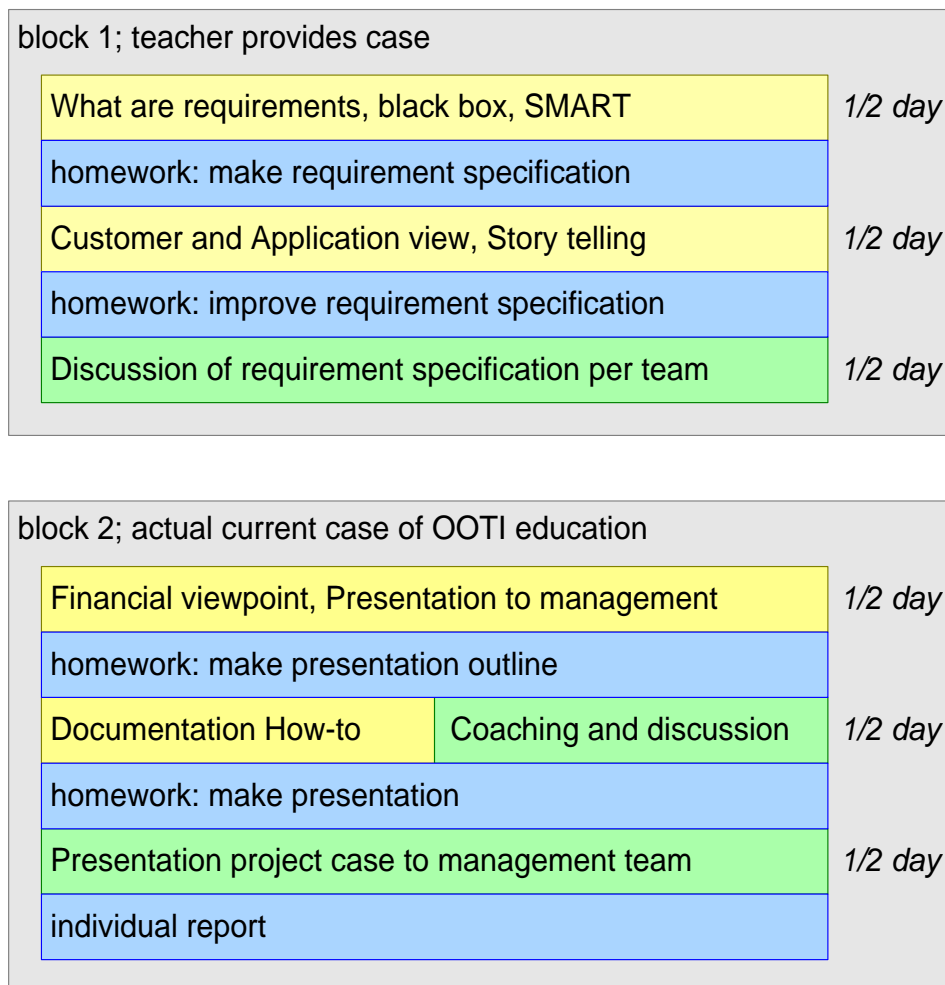 block 1; teacher provides case
What are requirements, black box, SMART
1/2 day
homework: make requirement specification
Customer and Application view, Story telling
1/2 day
homework: improve requirement specification
Discussion of requirement specification per team
1/2 day
block 2; actual current case of OOTI education
Financial viewpoint, Presentation to management
1/2 day
homework: make presentation outline
Documentation How-to
Coaching and discussion
1/2 day
homework: make presentation
Presentation project case to management team
1/2 day
individual report